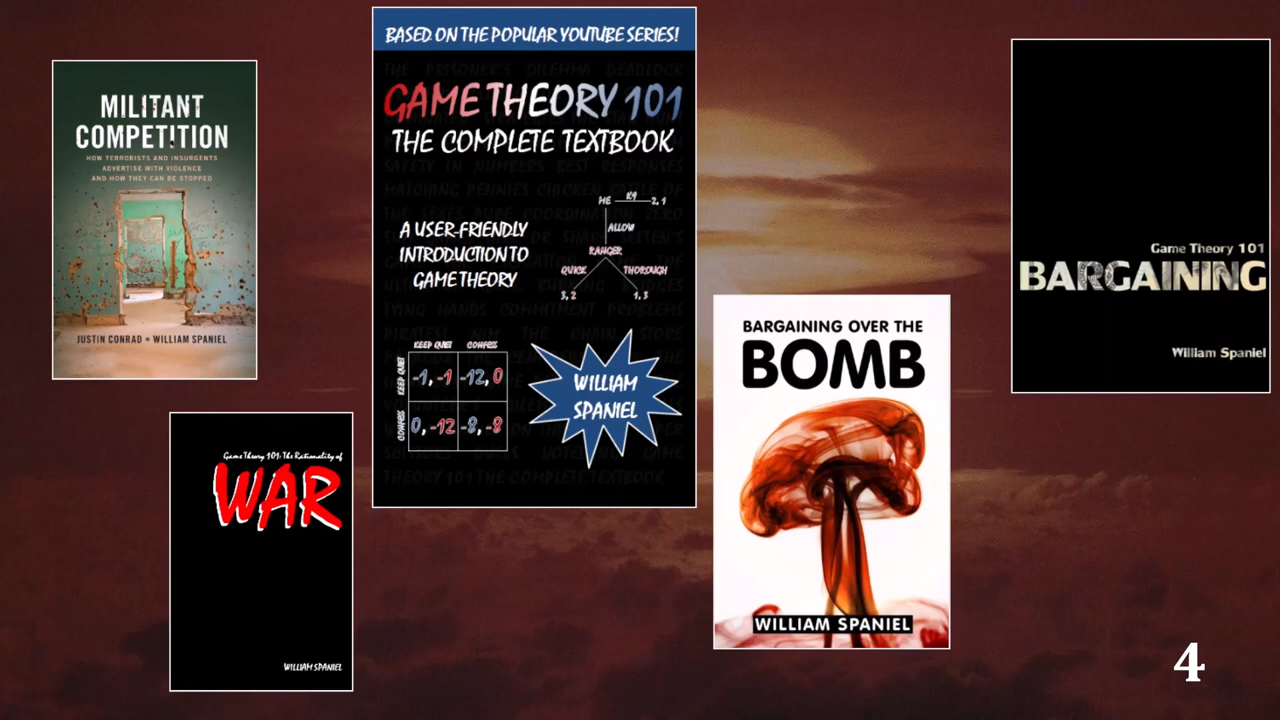 MILITANT
COMPETITION
HOW TERRORISTS AND INSURGENTS
ADVERTISE WITH VIOLENCE
AND HOW THEY CAN BE STOPPED
JUSTIN CONRAD • WILLIAM SPANIEL
Game Theory 101: The Rationality of
WAR
WILLIAM SPANIEL
BASED ON THE POPULAR YOUTUBE SERIES!
GAME THEORY 101
THE COMPLETE TEXTBOOK
A USER-FRIENDLY
INTRODUCTION TO
GAME THEORY
ME K9 2, 1
ALLOW
RANGER
QUICK THOROUGH
3, 2 1, 3
KEEP QUIET CONFESS
KEEP QUIET -1, -1 -12, 0
CONFESS 0, -12 -8, -8
WILLIAM
SPANIEL
BARGAINING OVER THE
BOMB
WILLIAM SPANIEL
Game Theory 101
BARGAINING
William Spaniel
4